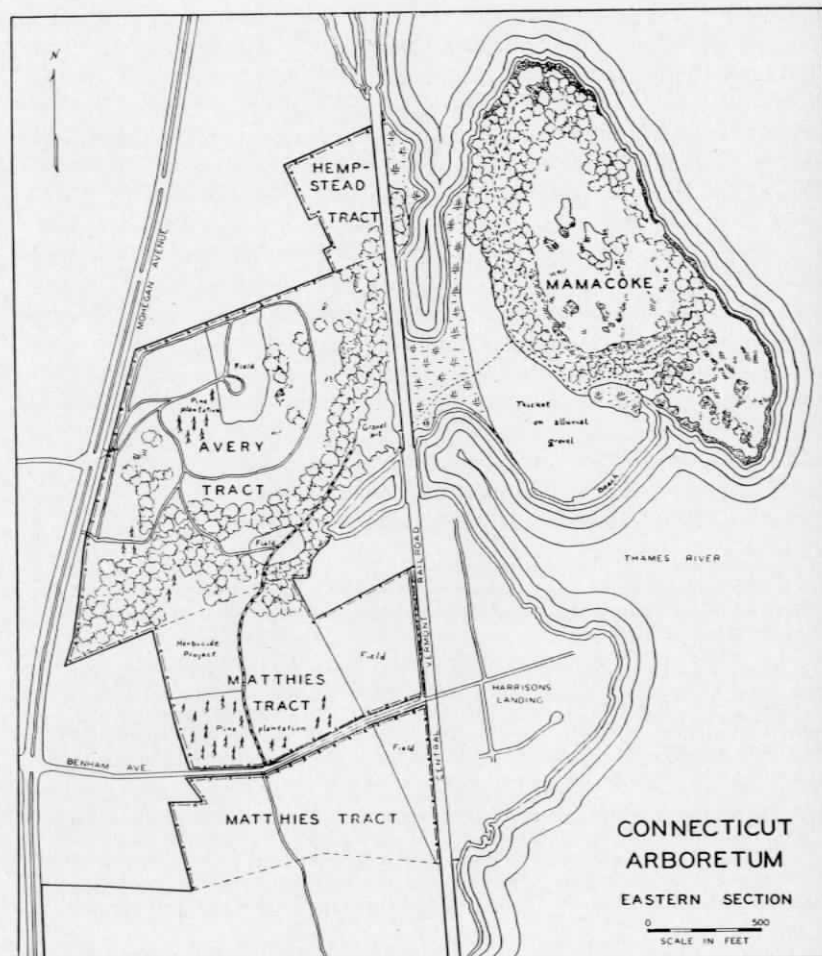 N
HEMP-
STEAD
TRACT
MOHEGAN AVENUE
MAMACOKE
Field
Pine
plantation
AVERY
TRACT
Gravel
pit
Thicket
on alluvial
gravel
Beach
Field
THAMES RIVER
CENTRAL VERMONT RAILROAD
Herbicide
Project
Field
MATTHIES
TRACT
Pine plantation
HARRISONS
LANDING
Field
BENHAM AVE.
MATTHIES TRACT
CONNECTICUT
ARBORETUM
EASTERN SECTION
0 500
SCALE IN FEET